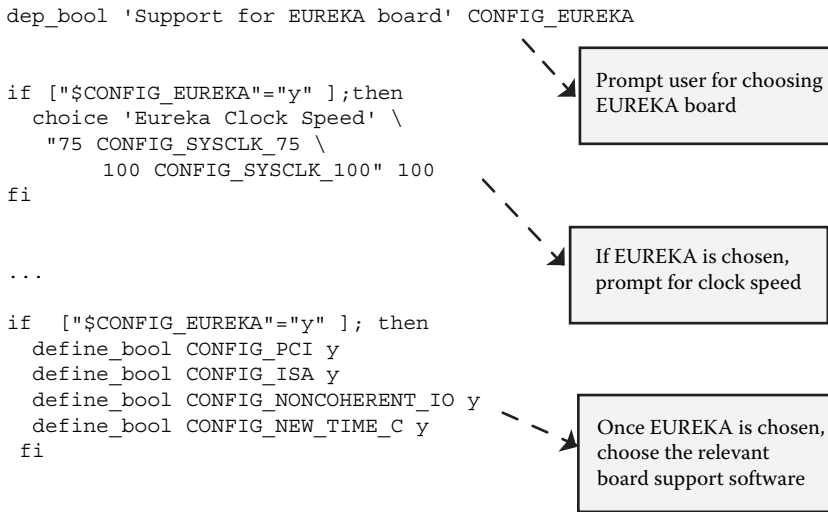 dep_bool 'Support for EUREKA board' CONFIG_EUREKA
Prompt user for choosing
EUREKA board
if ["$CONFIG_EUREKA"="y" ];then
choice 'Eureka Clock Speed' \
"75 CONFIG_SYSCLK_75 \
100 CONFIG_SYSCLK_100" 100
fi
If EUREKA is chosen,
prompt for clock speed
...
if ["$CONFIG_EUREKA"="y" ]; then
define_bool CONFIG_PCI y
define_bool CONFIG_ISA y
define_bool CONFIG_NONCOHERENT_IO y
define_bool CONFIG_NEW_TIME_C y
fi
Once EUREKA is chosen,
choose the relevant
board support software